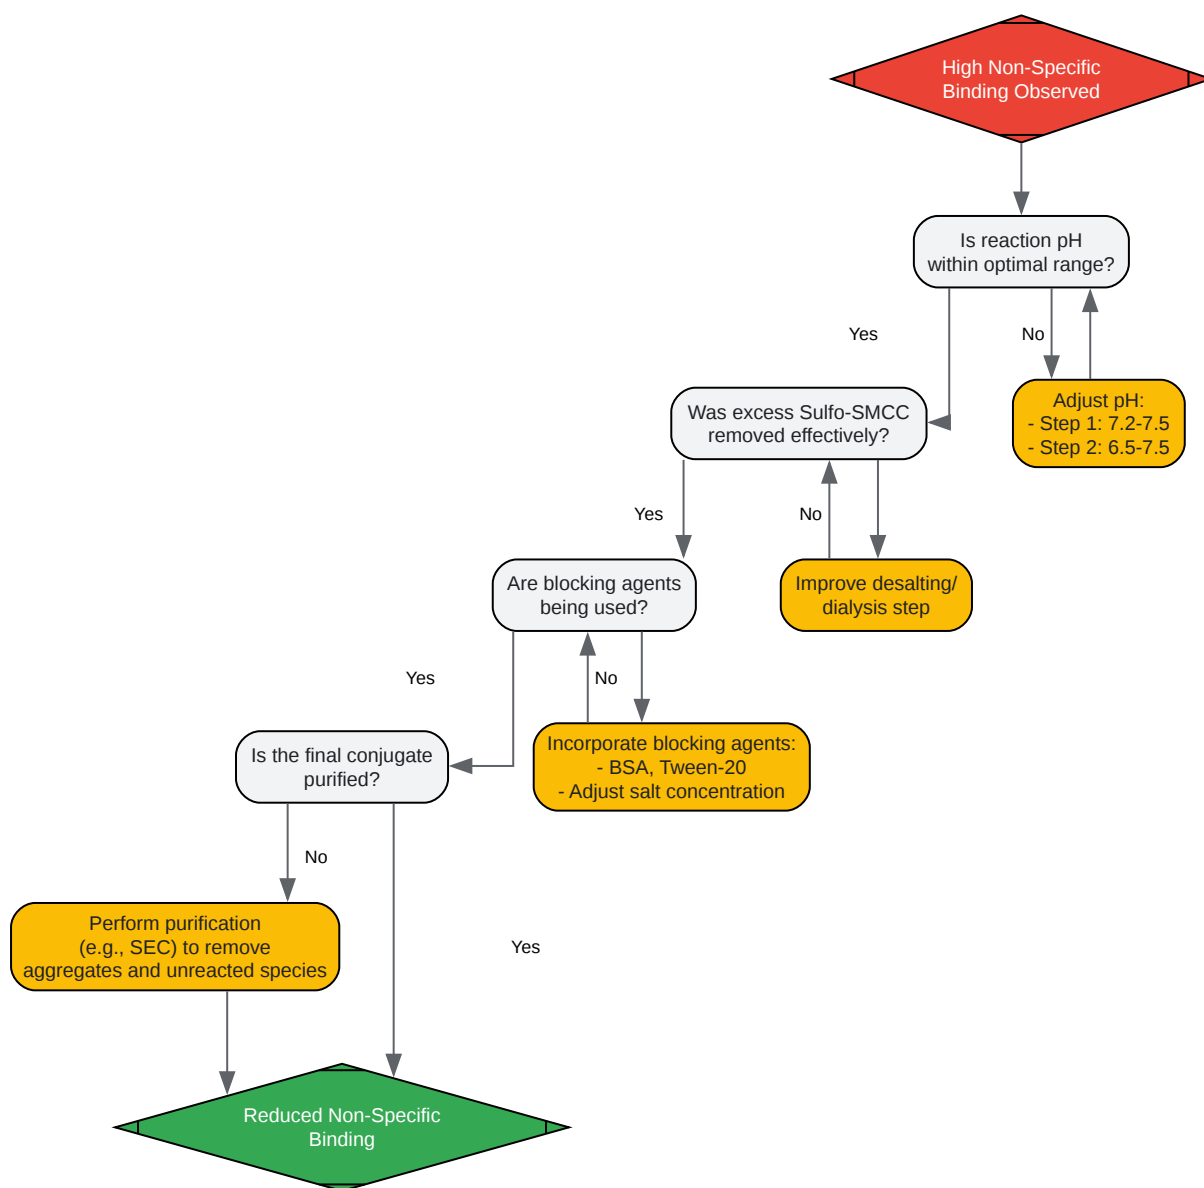 High Non-Specific
Binding Observed
Is reaction pH
within optimal range?
Yes
No
Adjust pH:
- Step 1: 7.2-7.5
- Step 2: 6.5-7.5
Was excess Sulfo-SMCC
removed effectively?
Yes
No
Are blocking agents
being used?
Improve desalting/
dialysis step
Yes
No
Is the final conjugate
purified?
Incorporate blocking agents:
- BSA, Tween-20
- Adjust salt concentration
No
Perform purification
(e.g., SEC) to remove
aggregates and unreacted species
Yes
Reduced Non-Specific
Binding